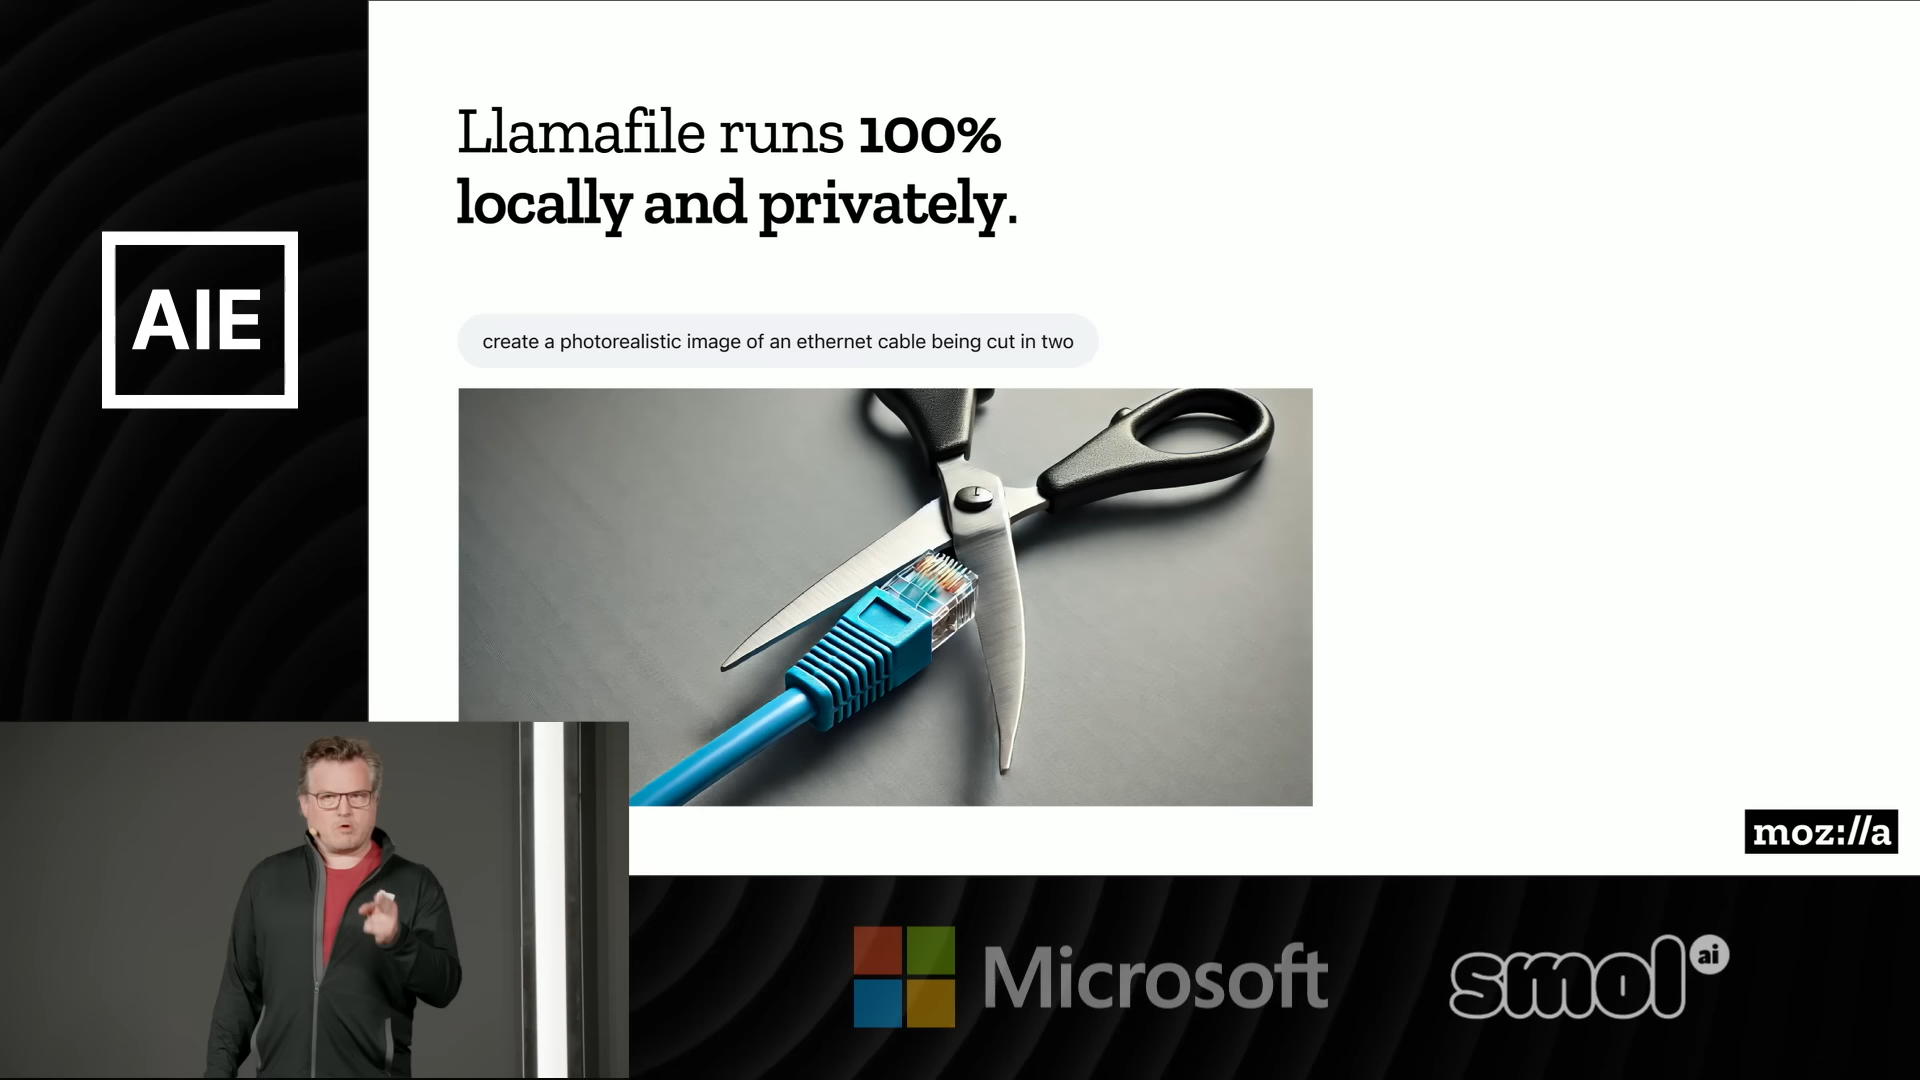 AIE
Llamafile runs 100%
locally and privately.
create a photorealistic image of an ethernet cable being cut in two
moz://a
Microsoft
smol ai